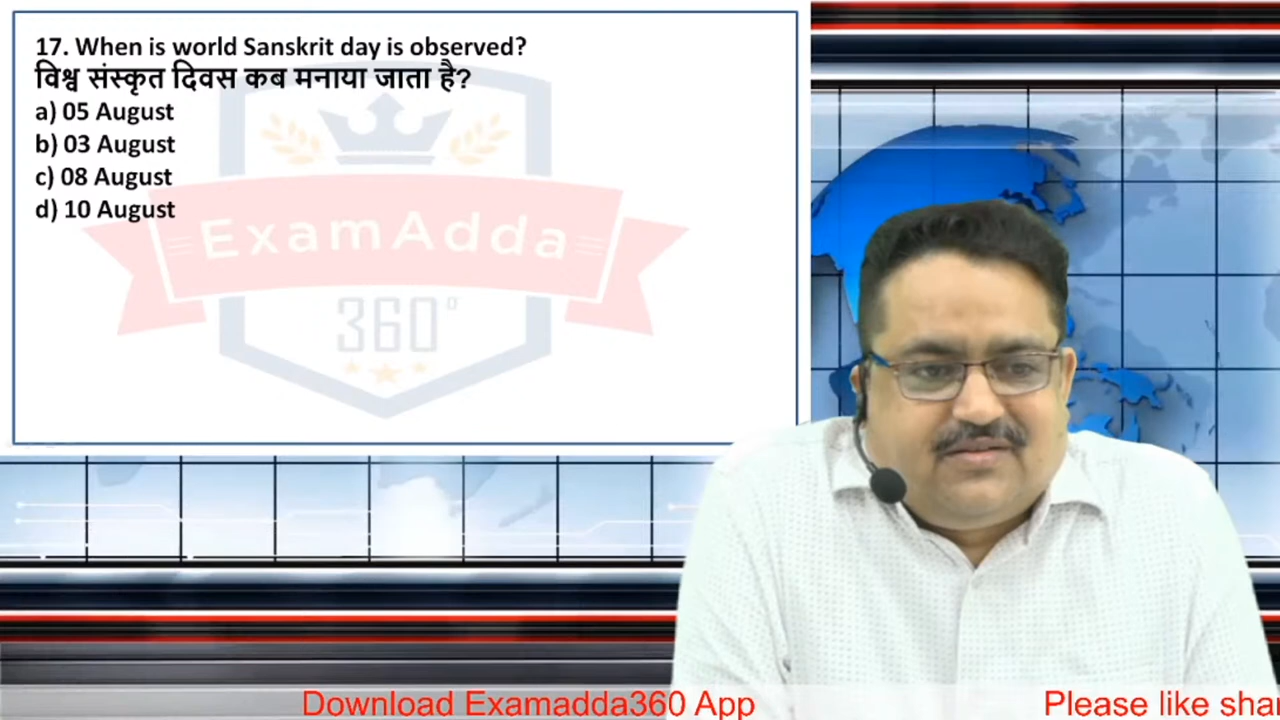 17. When is world Sanskrit day is observed?
विश्व संस्कृत दिवस कब मनाया जाता है?
a) 05 August
b) 03 August
c) 08 August
d) 10 August
ExamAdda
360°
Download Examadda360 App
Please like shar